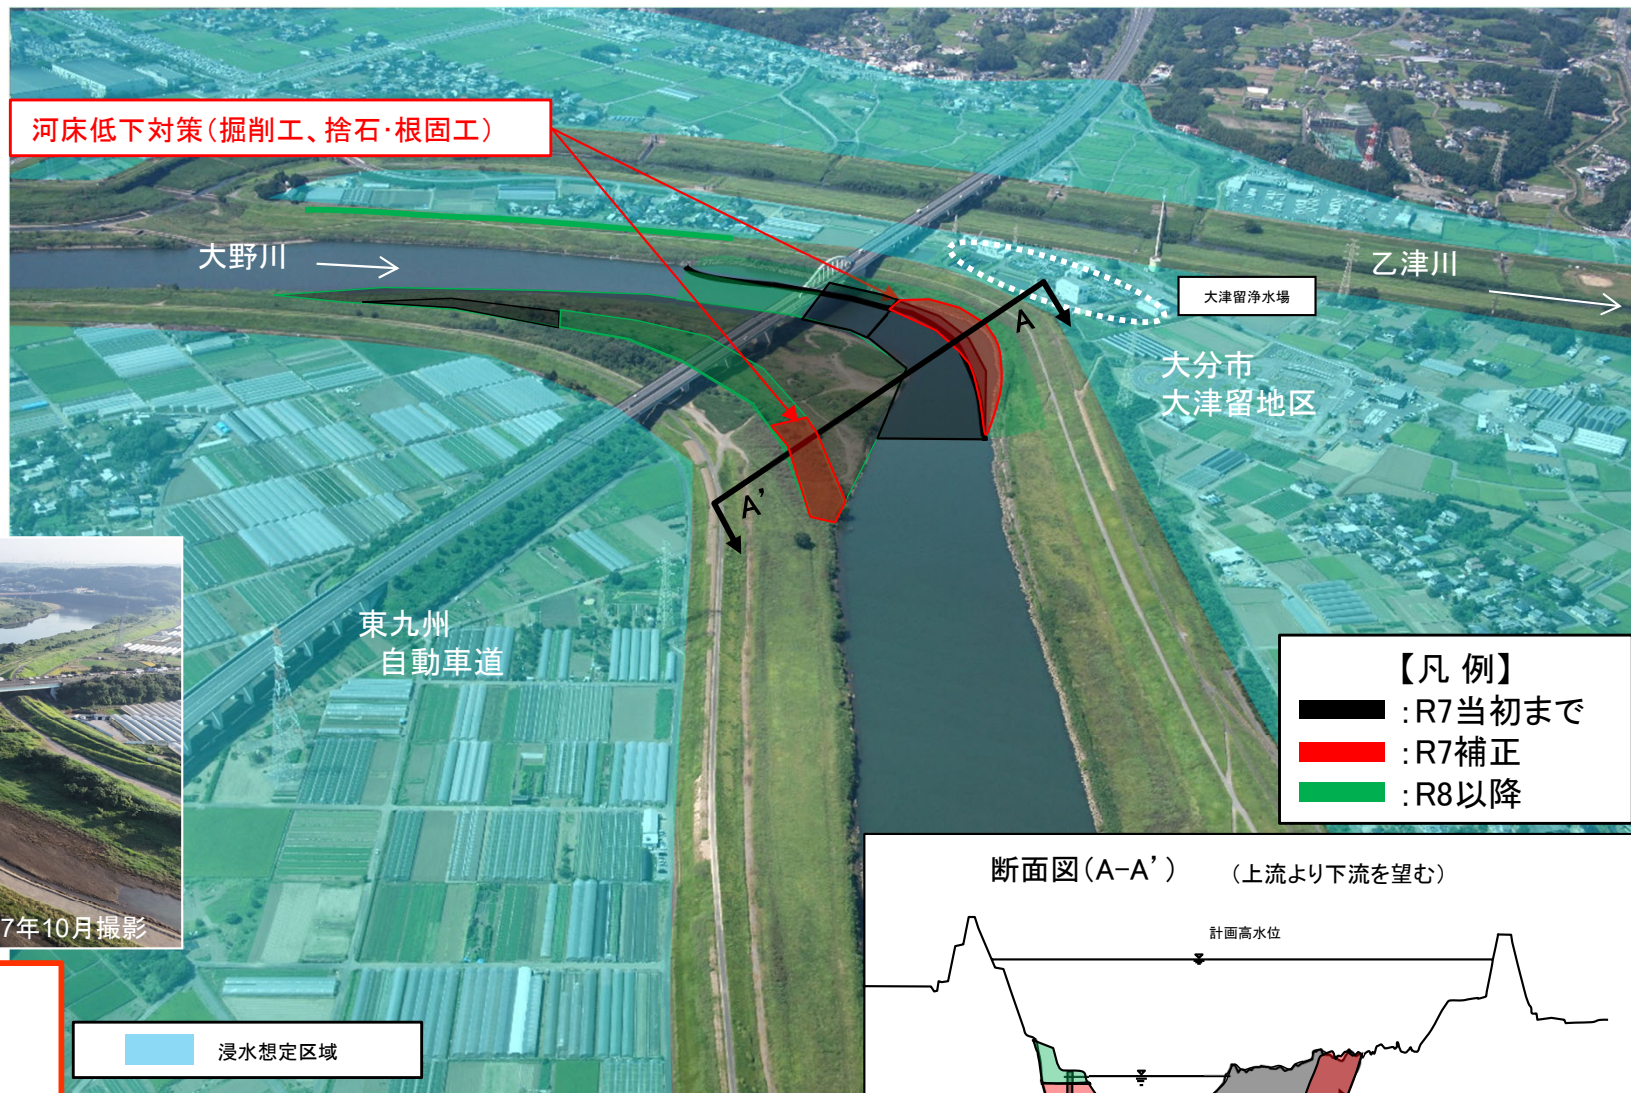 河床低下対策(掘削工、捨石･根固工)
大野川
乙津川
大津留浄水場
A
大分市
大津留地区
A'
東九州
自動車道
【凡 例】
:R7当初まで
:R7補正
:R8以降
7年10月撮影
断面図(A-A')　(上流より下流を望む)
計画高水位
浸水想定区域